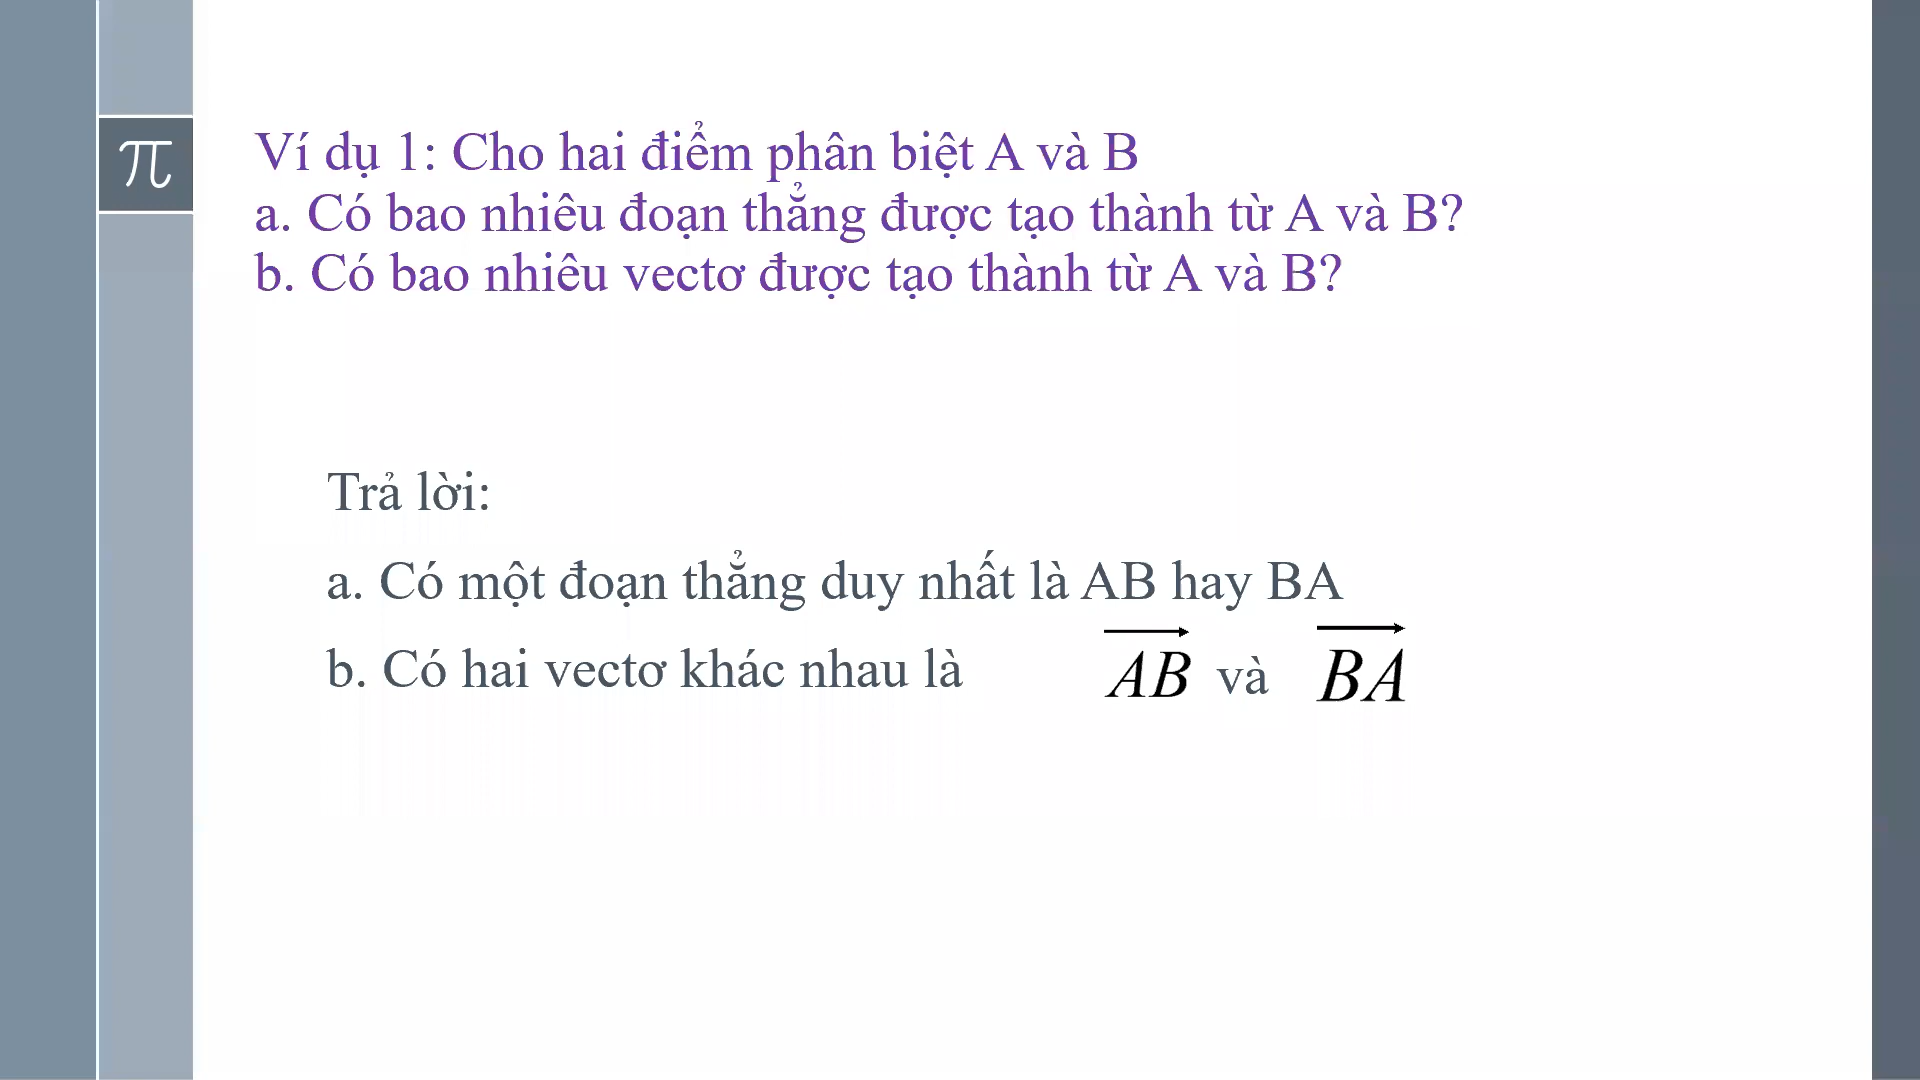 π
Ví dụ 1: Cho hai điểm phân biệt A và B
a. Có bao nhiêu đoạn thẳng được tạo thành từ A và B?
b. Có bao nhiêu vectơ được tạo thành từ A và B?
Trả lời:
a. Có một đoạn thẳng duy nhất là AB hay BA
b. Có hai vectơ khác nhau là $\overrightarrow{AB}$ và $\overrightarrow{BA}$